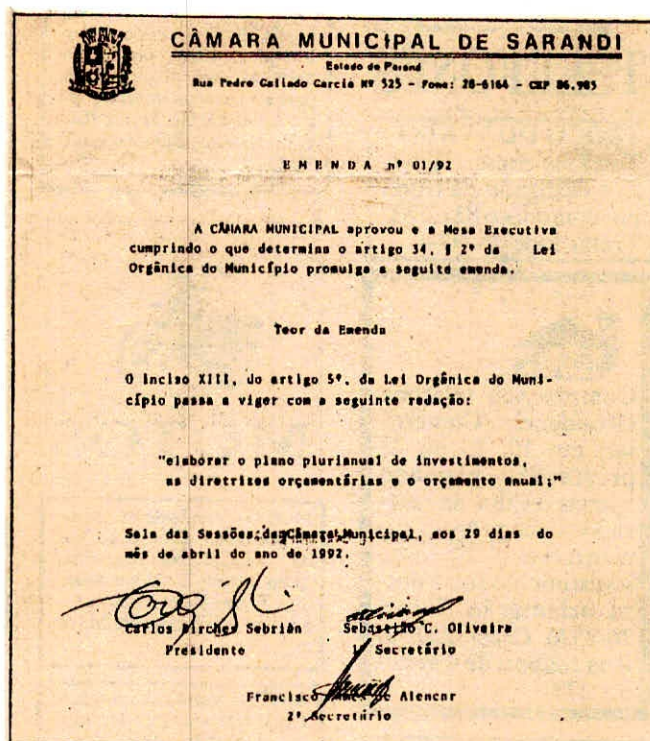 CÂMARA MUNICIPAL DE SARANDI
Estado do Paraná
Rua Pedro Galiado Garcia Nº 525 - Fone: 28-6164 - CEP 86.985
EMENDA nº 01/92
A CÂMARA MUNICIPAL aprovou e a Mesa Executiva
cumprindo o que determina o artigo 34, § 2º da Lei
Orgânica do Município promulga a seguite emenda.
Teor da Emenda
O inciso XIII, do artigo 5º, da Lei Orgânica do Muni-
cípio passa a viger com a seguinte redação:
"elaborar o plano plurianual de investimentos,
as diretrizes orçamentárias e o orçamento anual;"
Sala das Sessões da Câmara Municipal, aos 29 dias do
mês de abril do ano de 1992.
Carlos Sebrián Sebastião C. Oliveira
Presidente 1º Secretário
Francisco Alencar
2º Secretário